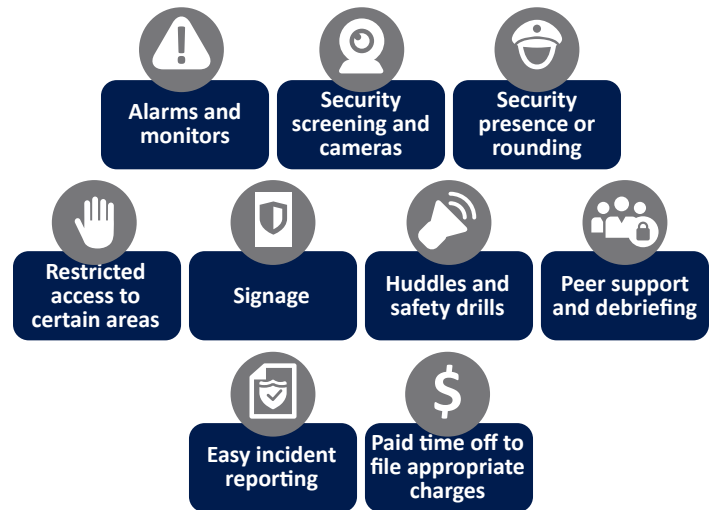 Alarms and
monitors
Security
screening and
cameras
Security
presence or
rounding
Restricted
access to
certain areas
Signage
Huddles and
safety drills
Peer support
and debriefing
$
Easy incident
reporting
Paid time off to
file appropriate
charges